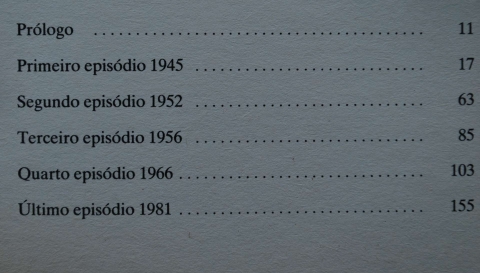 Prólogo ........................................ 11
Primeiro episódio 1945 ............................ 17
Segundo episódio 1952 ............................ 63
Terceiro episódio 1956 ............................ 85
Quarto episódio 1966 .............................. 103
Último episódio 1981 .............................. 155